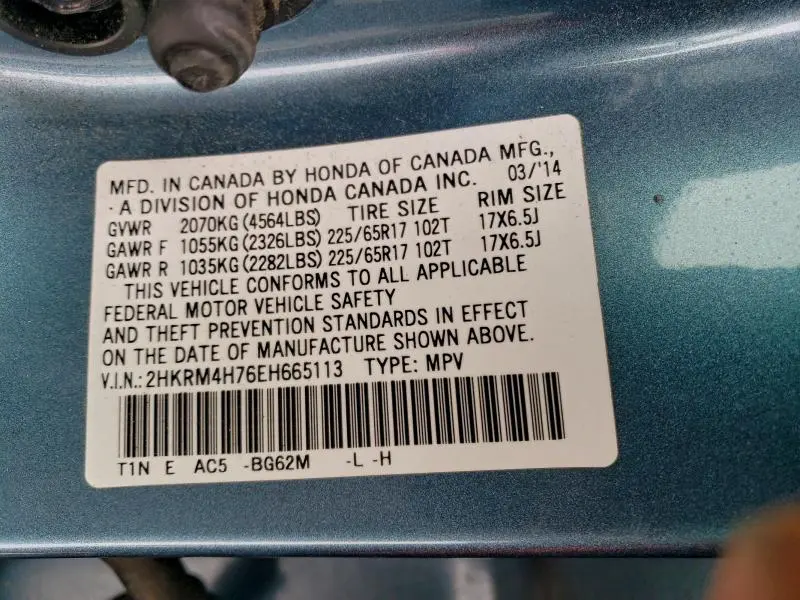 MFD. IN CANADA BY HONDA OF CANADA MFG.,
A DIVISION OF HONDA CANADA INC. 03/'14
GVWR 2070KG(4564LBS) TIRE SIZE RIM SIZE
GAWR F 1055KG(2326LBS) 225/65R17 102T 17X6.5J
GAWR R 1035KG(2282LBS) 225/65R17 102T 17X6.5J
THIS VEHICLE CONFORMS TO ALL APPLICABLE
FEDERAL MOTOR VEHICLE SAFETY
AND THEFT PREVENTION STANDARDS IN EFFECT
ON THE DATE OF MANUFACTURE SHOWN ABOVE.
V.I.N.: 2HKRM4H76EH665113 TYPE: MPV
T1N E AC5 -BG62M -L -H